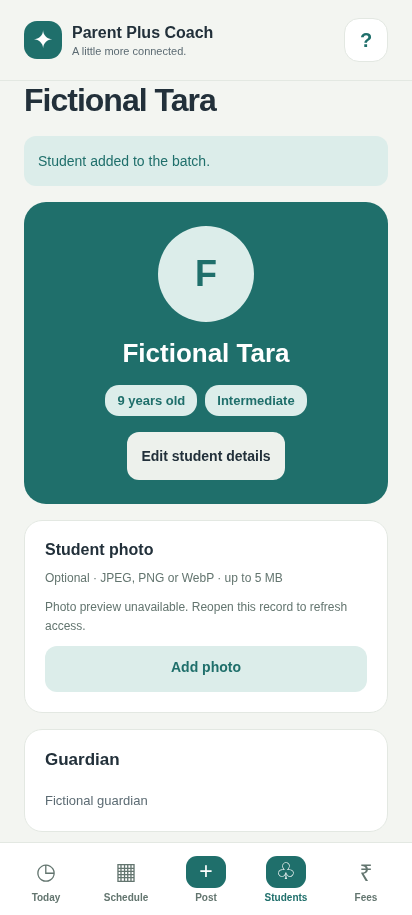 Parent Plus Coach
A little more connected.
?
Fictional Tara
Student added to the batch.
F
Fictional Tara
9 years old
Intermediate
Edit student details
Student photo
Optional · JPEG, PNG or WebP · up to 5 MB
Photo preview unavailable. Reopen this record to refresh
access.
Add photo
Guardian
Fictional guardian
+
₹
Today
Schedule
Post
Students
Fees